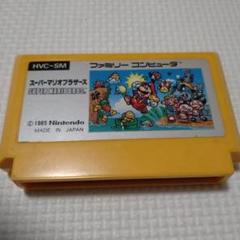 HVC-SM
ファミリー コンピュータ
スーパーマリオブラザーズ
SUPER MARIO BROS.
© 1985 Nintendo
MADE IN JAPAN